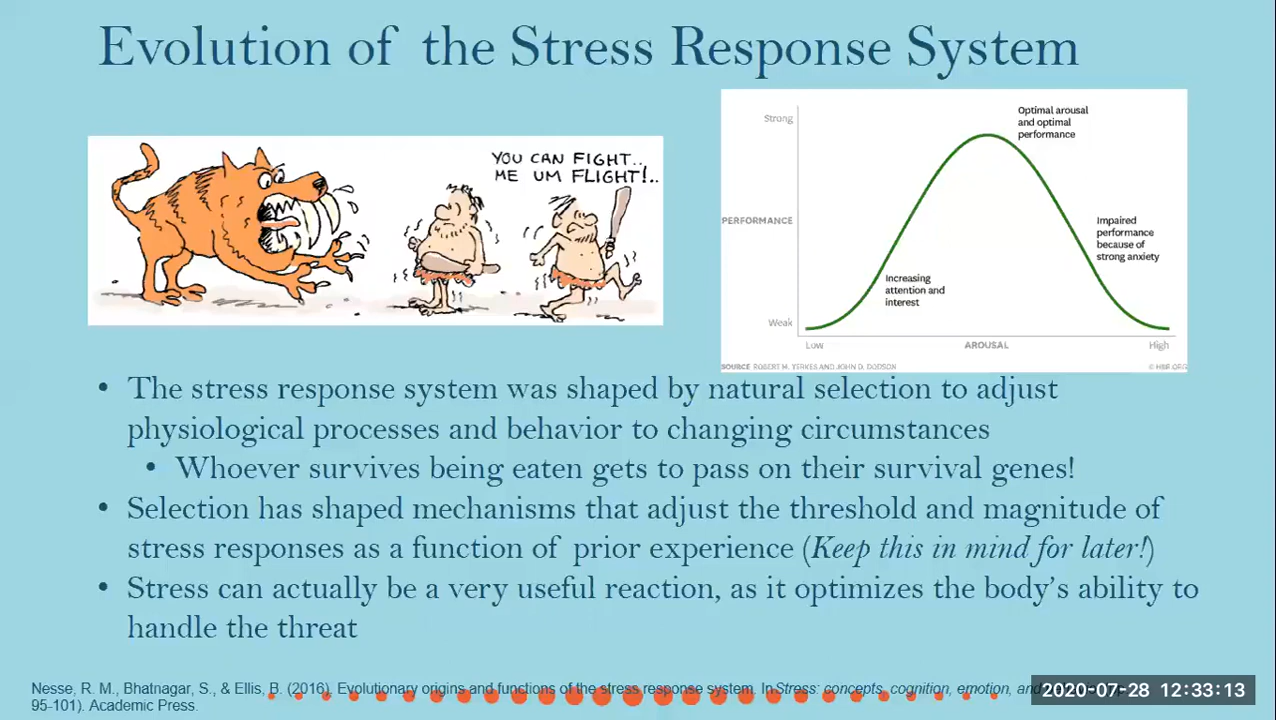 Evolution of the Stress Response System
YOU CAN FIGHT..
ME UM FLIGHT!..
Strong
PERFORMANCE
Weak
Optimal arousal
and optimal
performance
Impaired
performance
because of
strong anxiety
Increasing
attention and
interest
Low
AROUSAL
High
SOURCE ROBERT M. YERKES AND JOHN D. DODSON
© HBR.ORG
• The stress response system was shaped by natural selection to adjust
physiological processes and behavior to changing circumstances
• Whoever survives being eaten gets to pass on their survival genes!
• Selection has shaped mechanisms that adjust the threshold and magnitude of
stress responses as a function of prior experience (Keep this in mind for later!)
• Stress can actually be a very useful reaction, as it optimizes the body's ability to
handle the threat
Nesse, R. M., Bhatnagar, S., & Ellis, B. (2016). Evolutionary origins and functions of the stress response system. In Stress: concepts, cognition, emotion, and
95-101). Academic Press.
2020-07-28 12:33:13